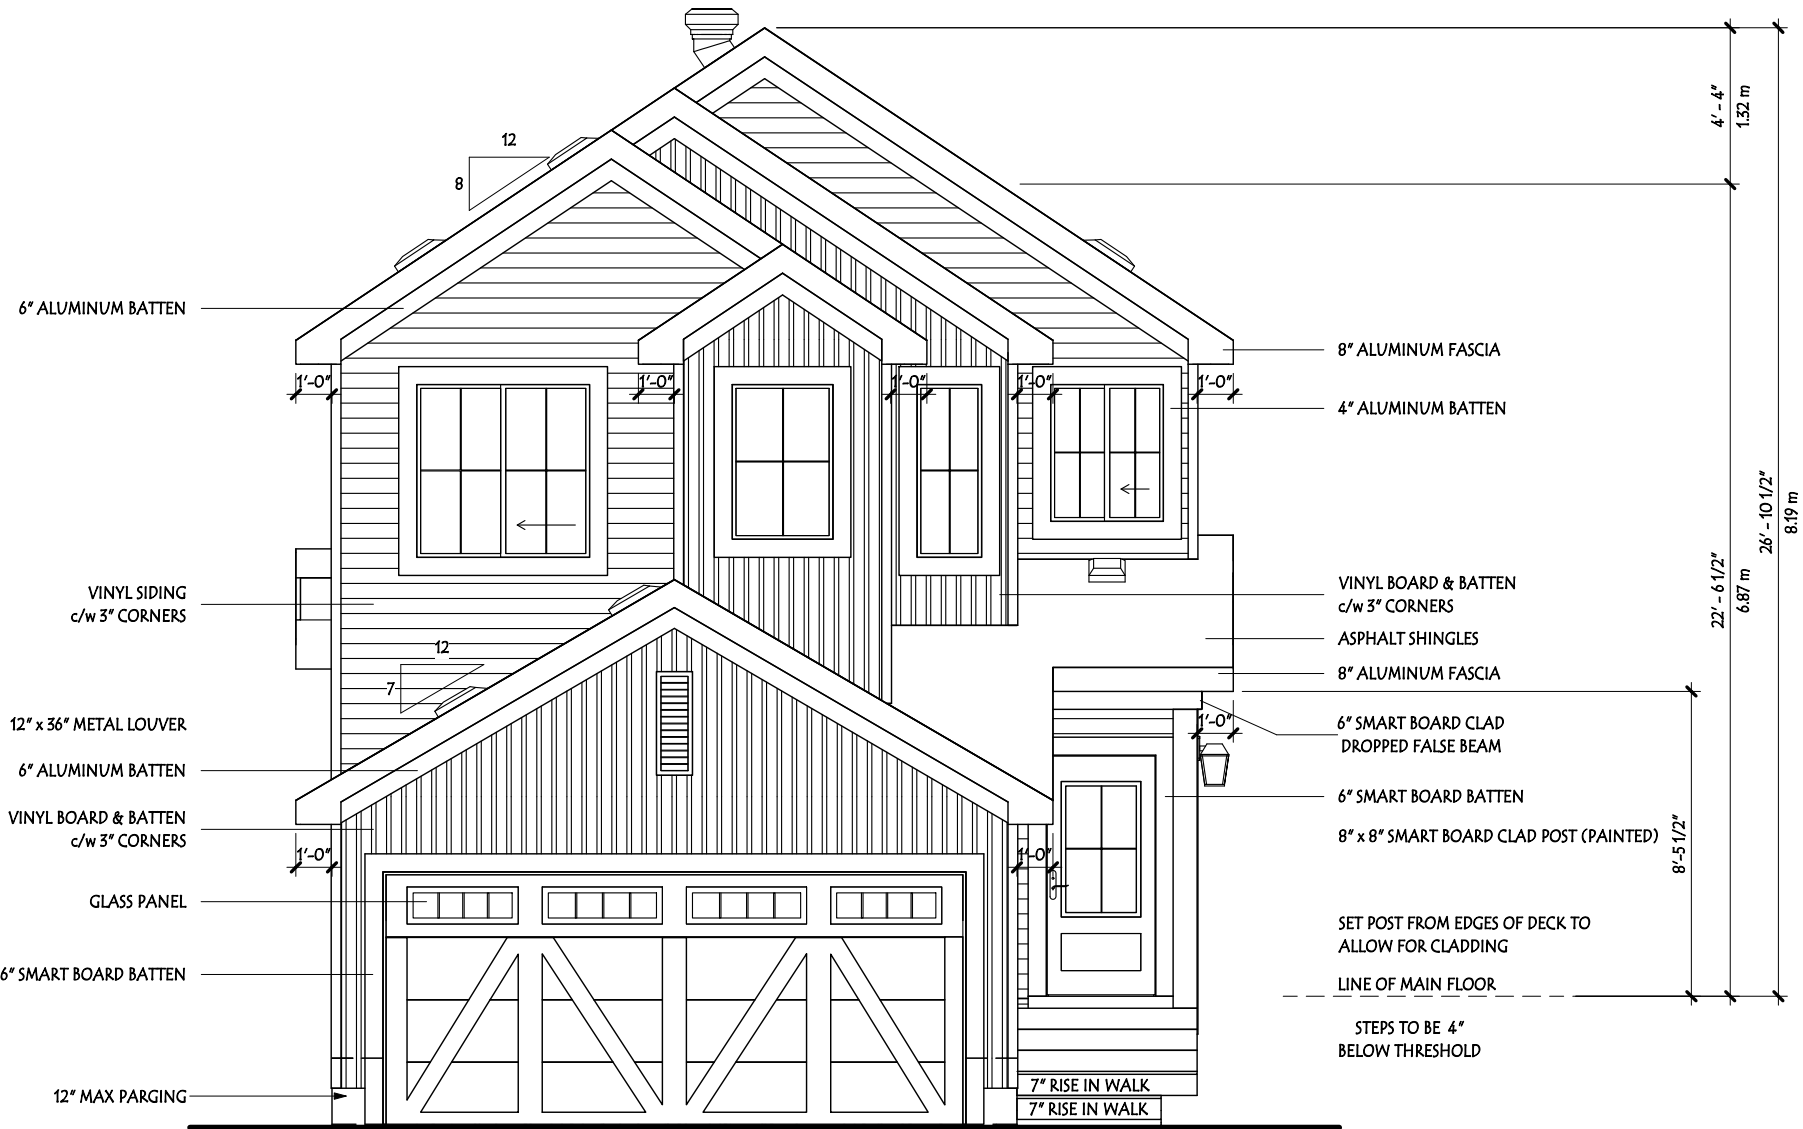 4' - 4"
1.32 m
12
8
6" ALUMINUM BATTEN
8" ALUMINUM FASCIA
1'-0"
1'-0"
1'-0"
1'-0"
1'-0"
4" ALUMINUM BATTEN
26' - 10 1/2"
8.19 m
22' - 6 1/2"
6.87 m
VINYL SIDING
c/w 3" CORNERS
VINYL BOARD & BATTEN
c/w 3" CORNERS
ASPHALT SHINGLES
12
7
8" ALUMINUM FASCIA
12" x 36" METAL LOUVER
1'-0"
6" SMART BOARD CLAD
DROPPED FALSE BEAM
6" ALUMINUM BATTEN
6" SMART BOARD BATTEN
VINYL BOARD & BATTEN
c/w 3" CORNERS
8" x 8" SMART BOARD CLAD POST (PAINTED)
8'-5 1/2"
1'-0"
1'-0"
GLASS PANEL
SET POST FROM EDGES OF DECK TO
ALLOW FOR CLADDING
6" SMART BOARD BATTEN
LINE OF MAIN FLOOR
STEPS TO BE 4"
BELOW THRESHOLD
12" MAX PARGING
7" RISE IN WALK
7" RISE IN WALK